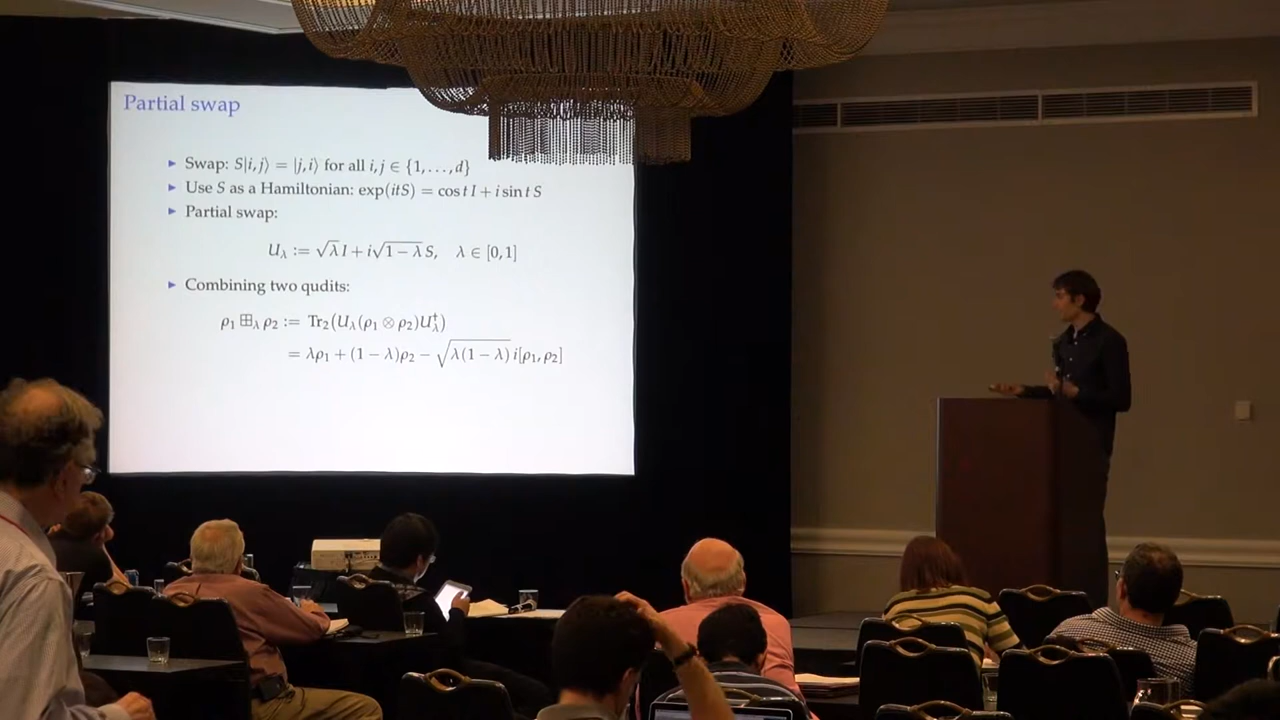 Partial swap
▸ Swap: S|i,j⟩ = |j,i⟩ for all i,j ∈ {1,…,d}
▸ Use S as a Hamiltonian: exp(itS) = cos t I + i sin t S
▸ Partial swap:
U_λ := √λ I + i√(1 − λ) S, λ ∈ [0,1]
▸ Combining two qudits:
ρ₁ ⊞_λ ρ₂ := Tr₂(U_λ(ρ₁ ⊗ ρ₂)U_λ†)
= λρ₁ + (1 − λ)ρ₂ − √(λ(1 − λ)) i[ρ₁,ρ₂]